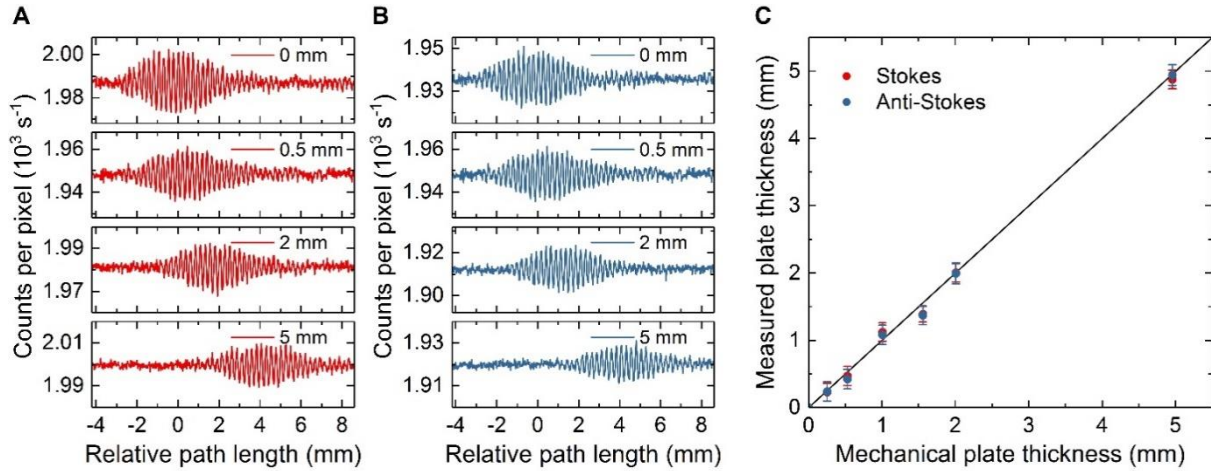 A
B
C
2.00
1.98
0 mm
1.96
1.94
0.5 mm
1.99
1.97
2 mm
2.01
1.99
5 mm
-4 -2 0 2 4 6 8
Relative path length (mm)
Counts per pixel (10³ s⁻¹)
1.95
1.93
0 mm
1.96
1.94
0.5 mm
1.92
1.90
2 mm
1.93
1.91
5 mm
-4 -2 0 2 4 6 8
Relative path length (mm)
Counts per pixel (10³ s⁻¹)
Stokes
Anti-Stokes
5
4
3
2
1
0
0 1 2 3 4 5
Mechanical plate thickness (mm)
Measured plate thickness (mm)